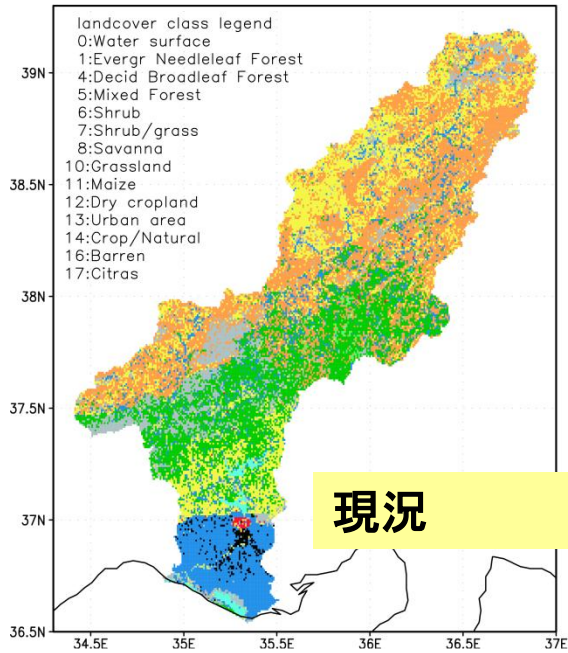 landcover class legend
0:Water surface
1:Evergr Needleleaf Forest
4:Decid Broadleaf Forest
5:Mixed Forest
6:Shrub
7:Shrub/grass
8:Savanna
10:Grassland
11:Maize
12:Dry cropland
13:Urban area
14:Crop/Natural
16:Barren
17:Citras
39N
38.5N
38N
37.5N
37N
36.5N
現況
34.5E 35E 35.5E 36E 36.5E 37E